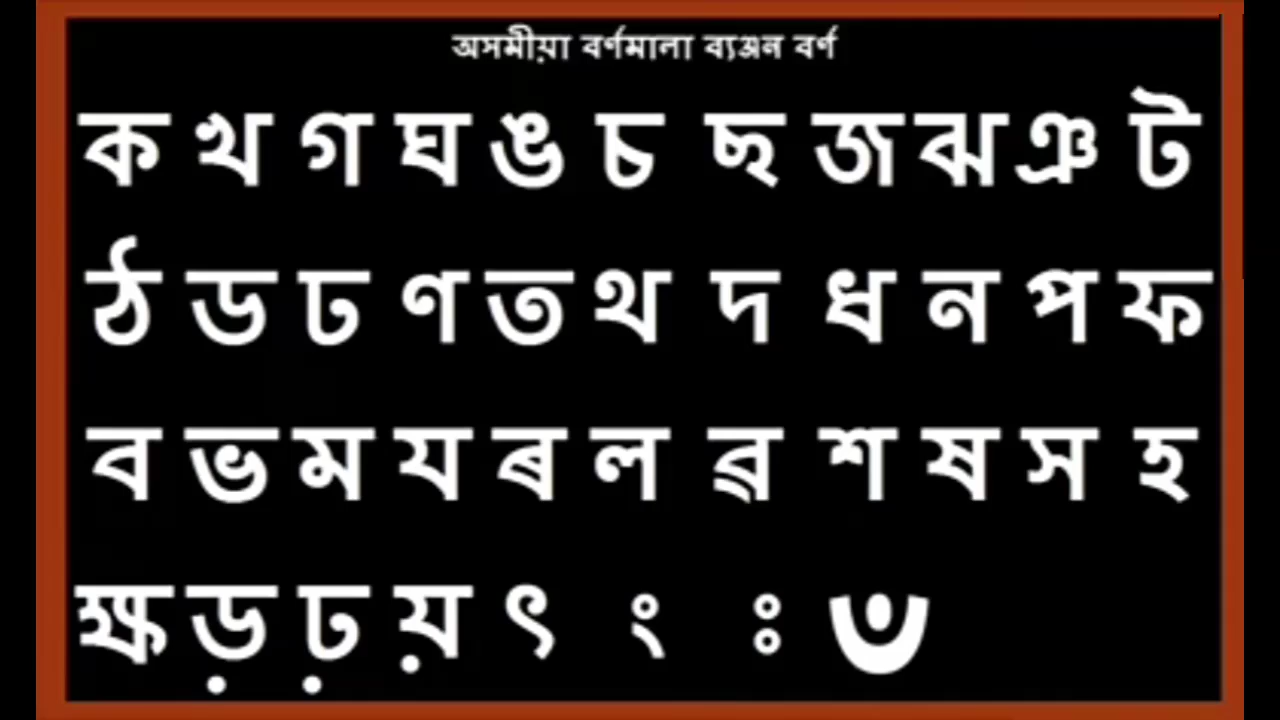 অসমীয়া বৰ্ণমালা ব্যঞ্জন বৰ্ণ
ক খ গ ঘ ঙ চ ছ জ ঝ ঞ ট
ঠ ড ঢ ণ ত থ দ ধ ন প ফ
ব ভ ম য ৰ ল ৱ শ ষ স হ
ক্ষ ড় ঢ় য় ৎ ং ঃ ঁ